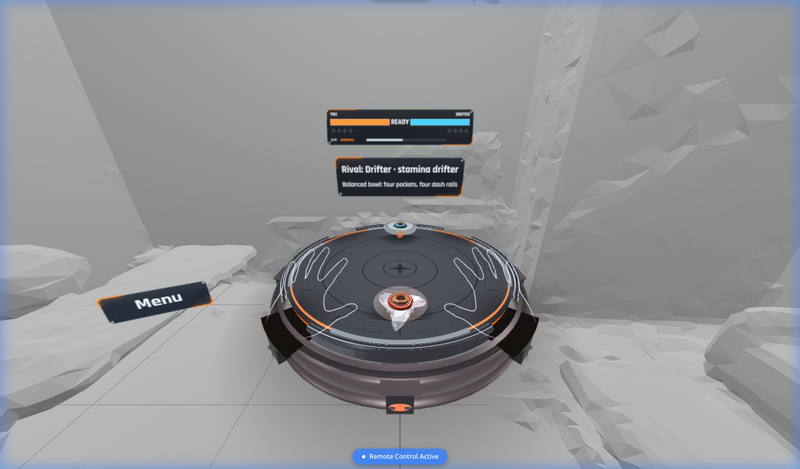 YOU DRIFTER
READY
Rival: Drifter · stamina drifter
Balanced bowl: four pockets, four dash rails
Menu
Remote Control Active